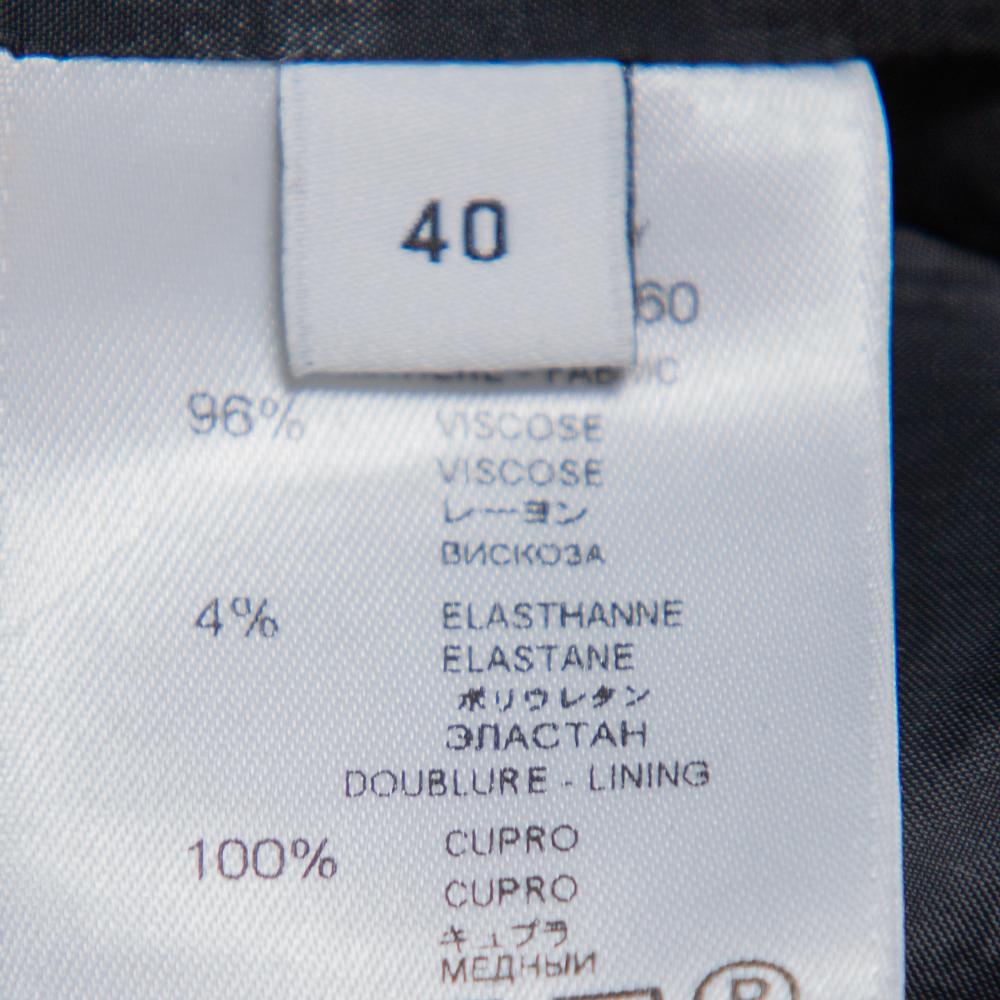 40
60
96% VISCOSE
VISCOSE
レーヨン
ВИСКОЗА
4% ELASTHANNE
ELASTANE
ポリウレタン
ЭЛАСТАН
DOUBLURE - LINING
100% CUPRO
CUPRO
キュプラ
МЕДНЫЙ
P